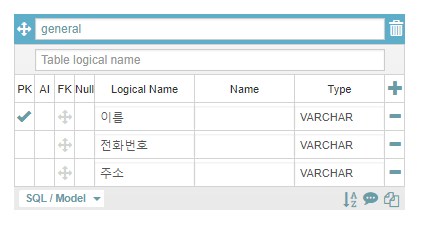 general
Table logical name
PK AI FK Null Logical Name Name Type
이름 VARCHAR
전화번호 VARCHAR
주소 VARCHAR
SQL / Model